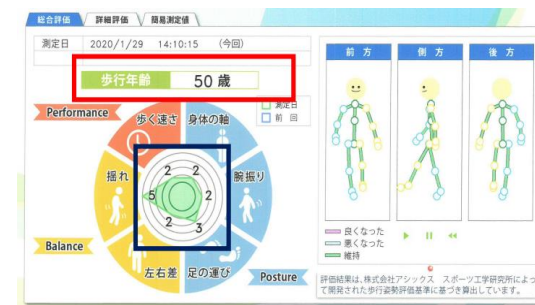 総合評価 詳細評価 簡易測定値
測定日 2020/1/29 14:10:15 (今回)
歩行年齢 50 歳
測定日
前 回
Performance
歩く速さ 身体の軸
揺れ 腕振り
2 2
5 2
2 3
左右差 足の運び
Balance
Posture
前 方 側 方 後 方
良くなった
悪くなった
維持
評価結果は、株式会社アシックス スポーツ工学研究所によっ
て開発された歩行姿勢評価基準に基づき算出しています。